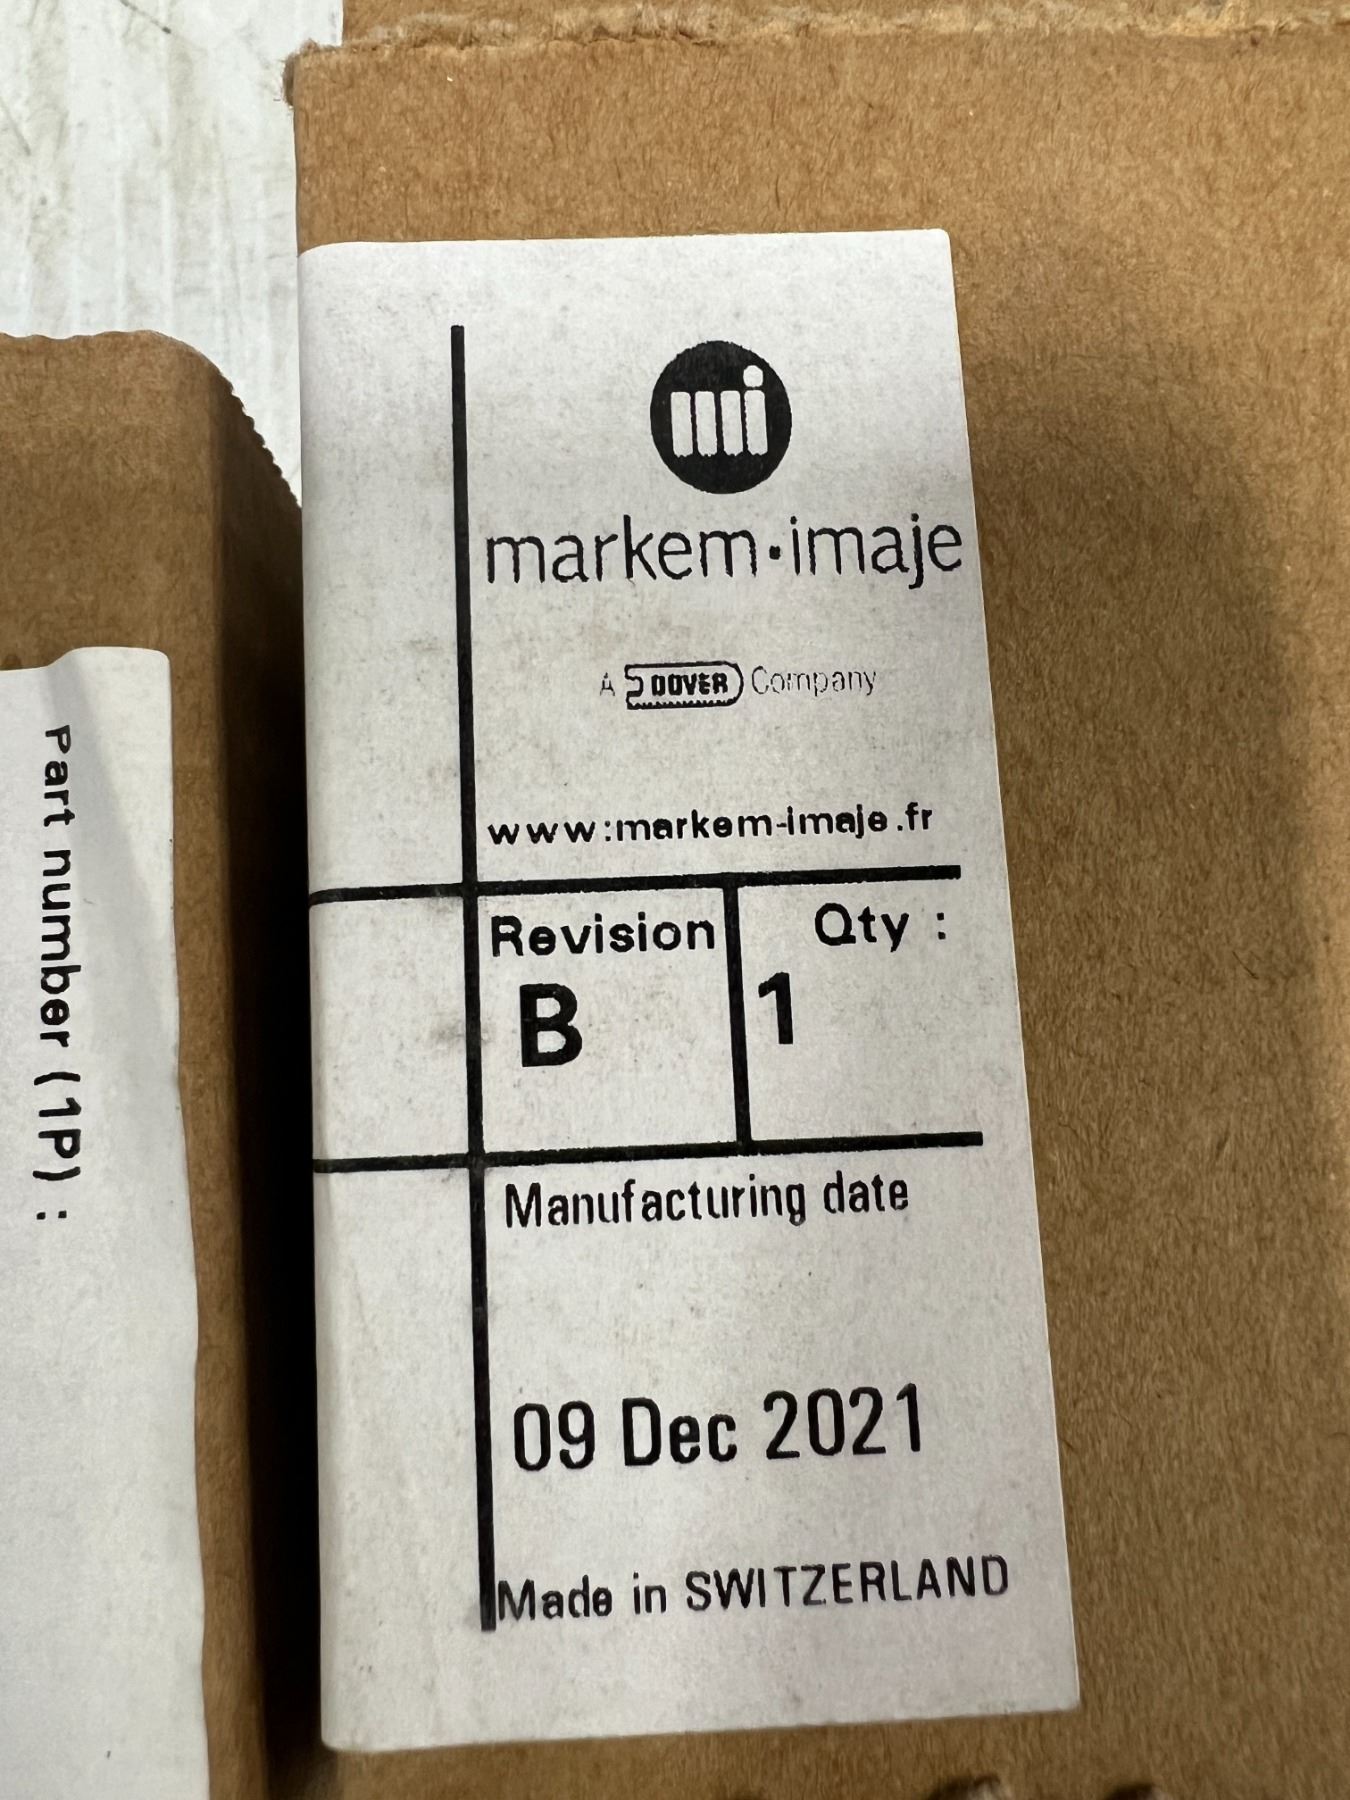 markem·imaje
A DOVER Company
www:markem-imaje.fr
Revision
Qty :
B
1
Manufacturing date
09 Dec 2021
Made in SWITZERLAND
Part number (1P) :